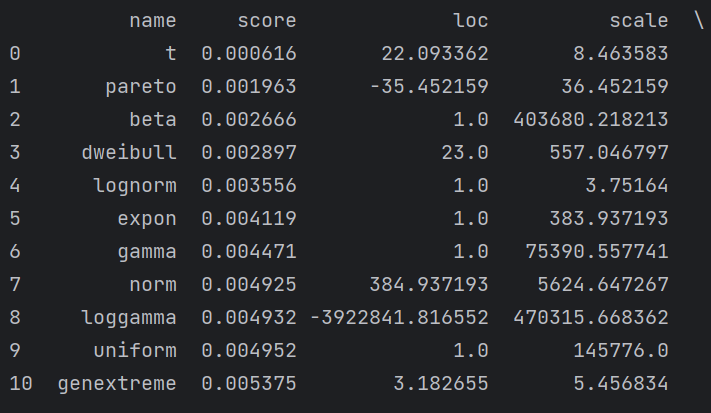 name score loc scale \
0 t 0.000616 22.093362 8.463583
1 pareto 0.001963 -35.452159 36.452159
2 beta 0.002666 1.0 403680.218213
3 dweibull 0.002897 23.0 557.046797
4 lognorm 0.003556 1.0 3.75164
5 expon 0.004119 1.0 383.937193
6 gamma 0.004471 1.0 75390.557741
7 norm 0.004925 384.937193 5624.647267
8 loggamma 0.004932 -3922841.816552 470315.668362
9 uniform 0.004952 1.0 145776.0
10 genextreme 0.005375 3.182655 5.456834